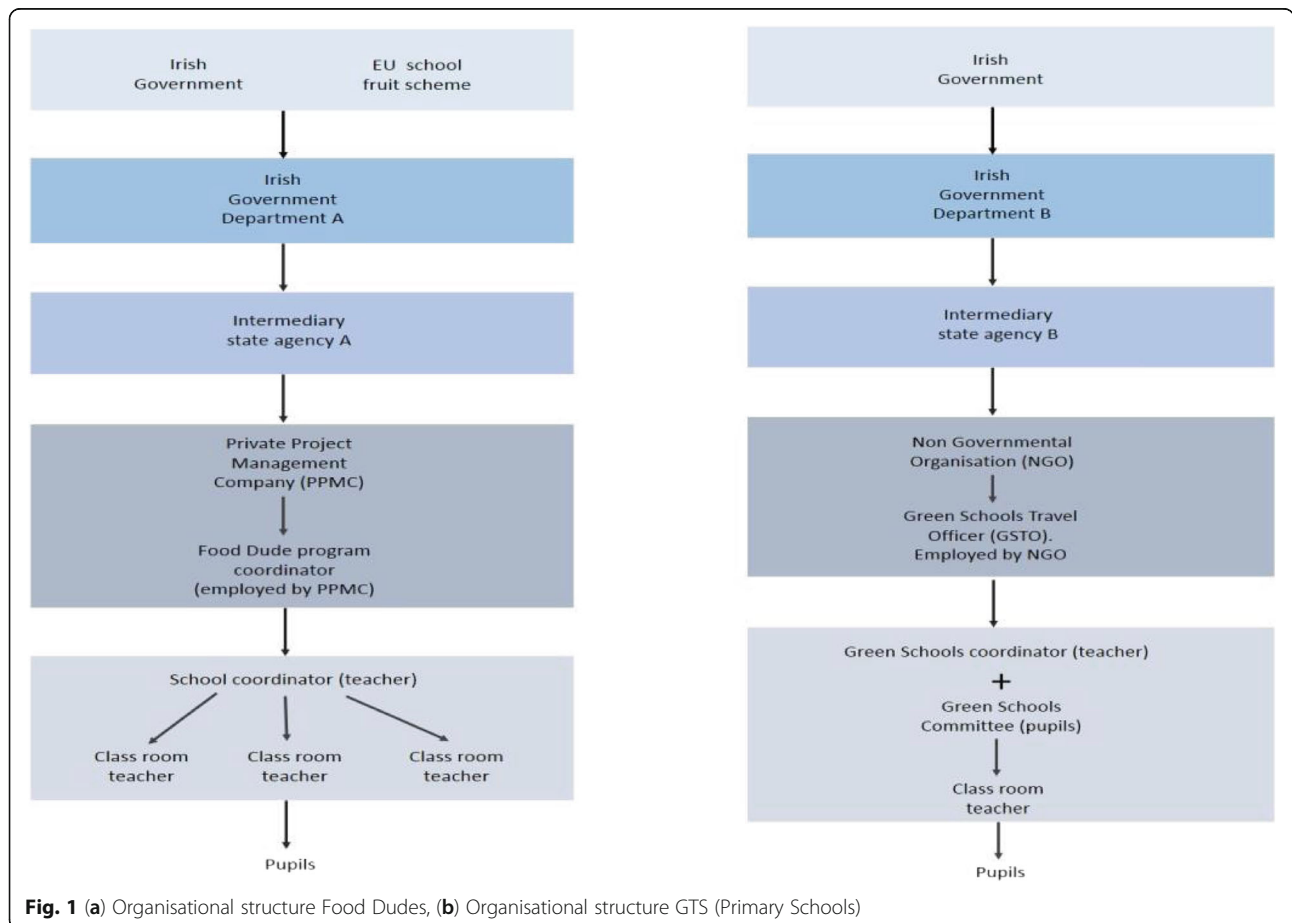 Irish
Government
EU school
fruit scheme
Irish
Government
Department A
Intermediary
state agency A
Private Project
Management
Company (PPMC)
Food Dude program
coordinator
(employed by PPMC)
School coordinator (teacher)
Class room
teacher
Class room
teacher
Class room
teacher
Pupils
Irish
Government
Irish
Government
Department B
Intermediary
state agency B
Non Governmental
Organisation (NGO)
Green Schools Travel
Officer (GSTO).
Employed by NGO
Green Schools coordinator (teacher)
+
Green Schools
Committee (pupils)
Class room
teacher
Pupils
Fig. 1 (a) Organisational structure Food Dudes, (b) Organisational structure GTS (Primary Schools)